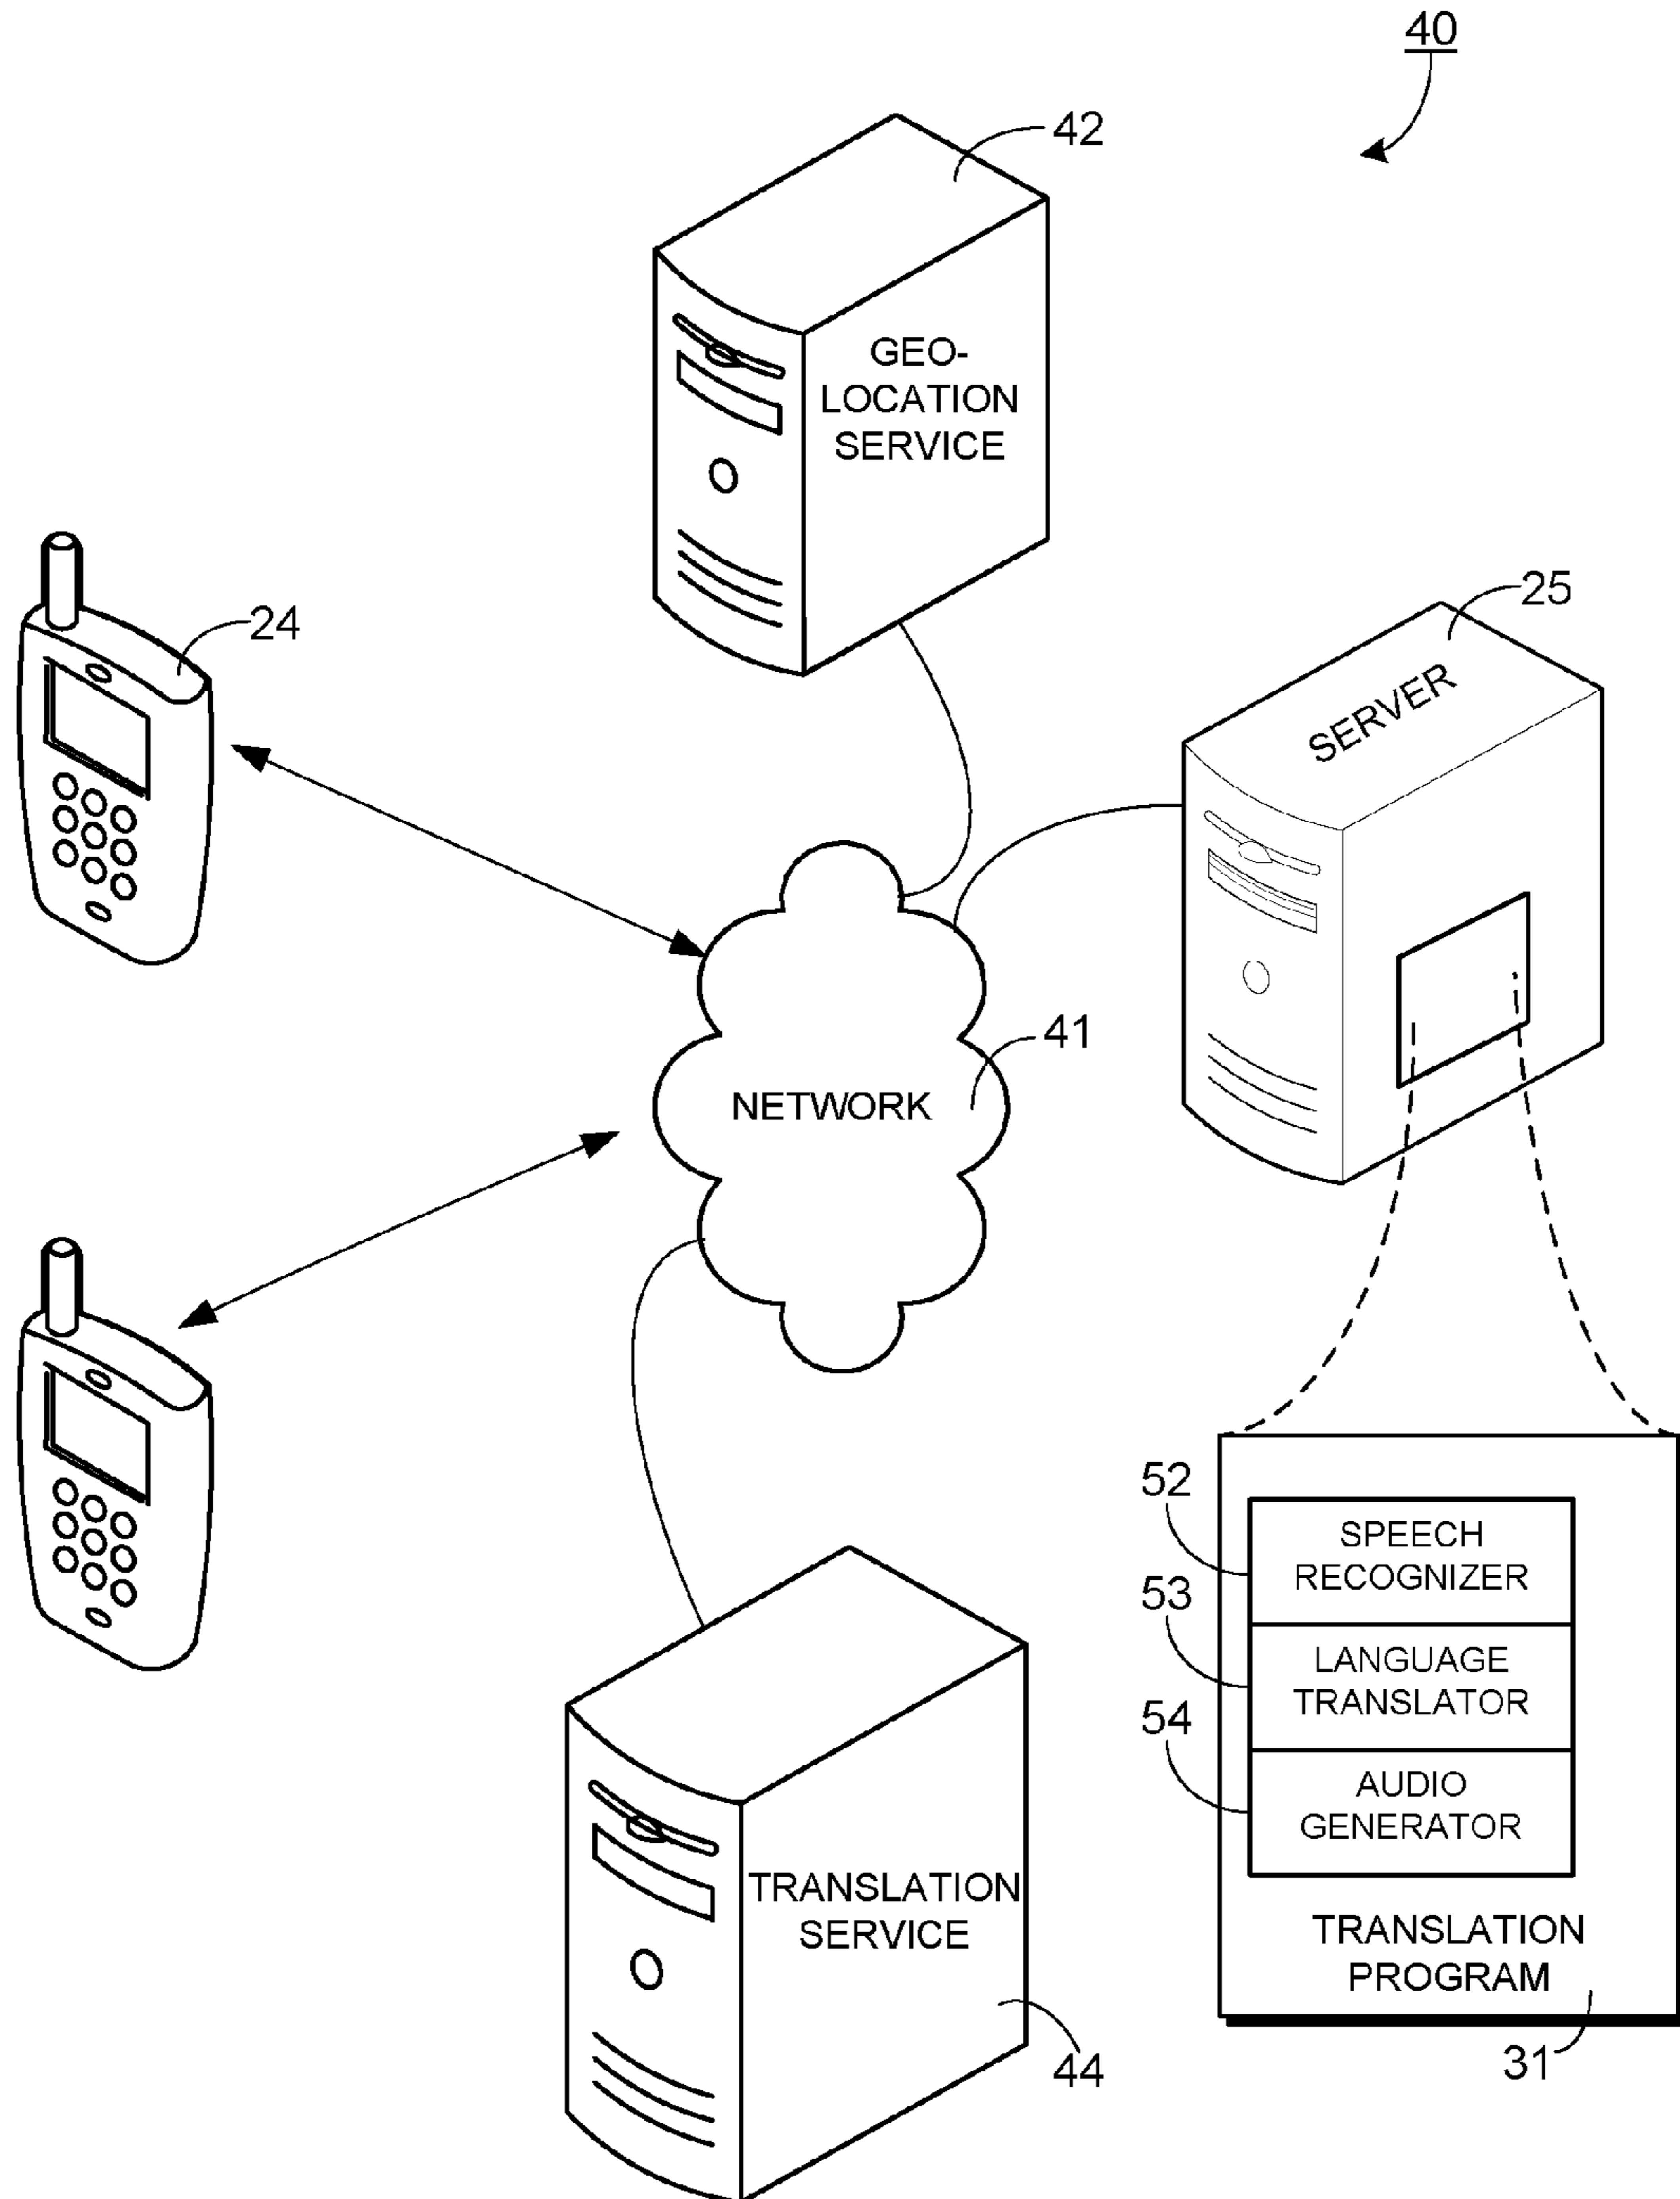 40
42
GEO-
LOCATION
SERVICE
24
25
SERVER
41
NETWORK
52
SPEECH
RECOGNIZER
53
LANGUAGE
TRANSLATOR
54
AUDIO
GENERATOR
TRANSLATION
SERVICE
44
TRANSLATION
PROGRAM
31